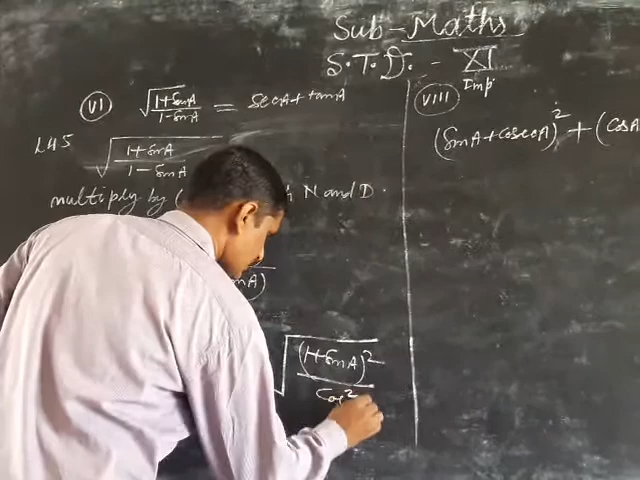 Sub-Maths
S.T.D. - XI
Imp
VI √(1+SinA/1-SinA) = SecA+tanA
L.H.S √(1+SinA/1-SinA)
multiply by ( N and D.
nA)
√((1+SinA)²/Cos²
VIII
(SinA+CosecA)² + (CosA